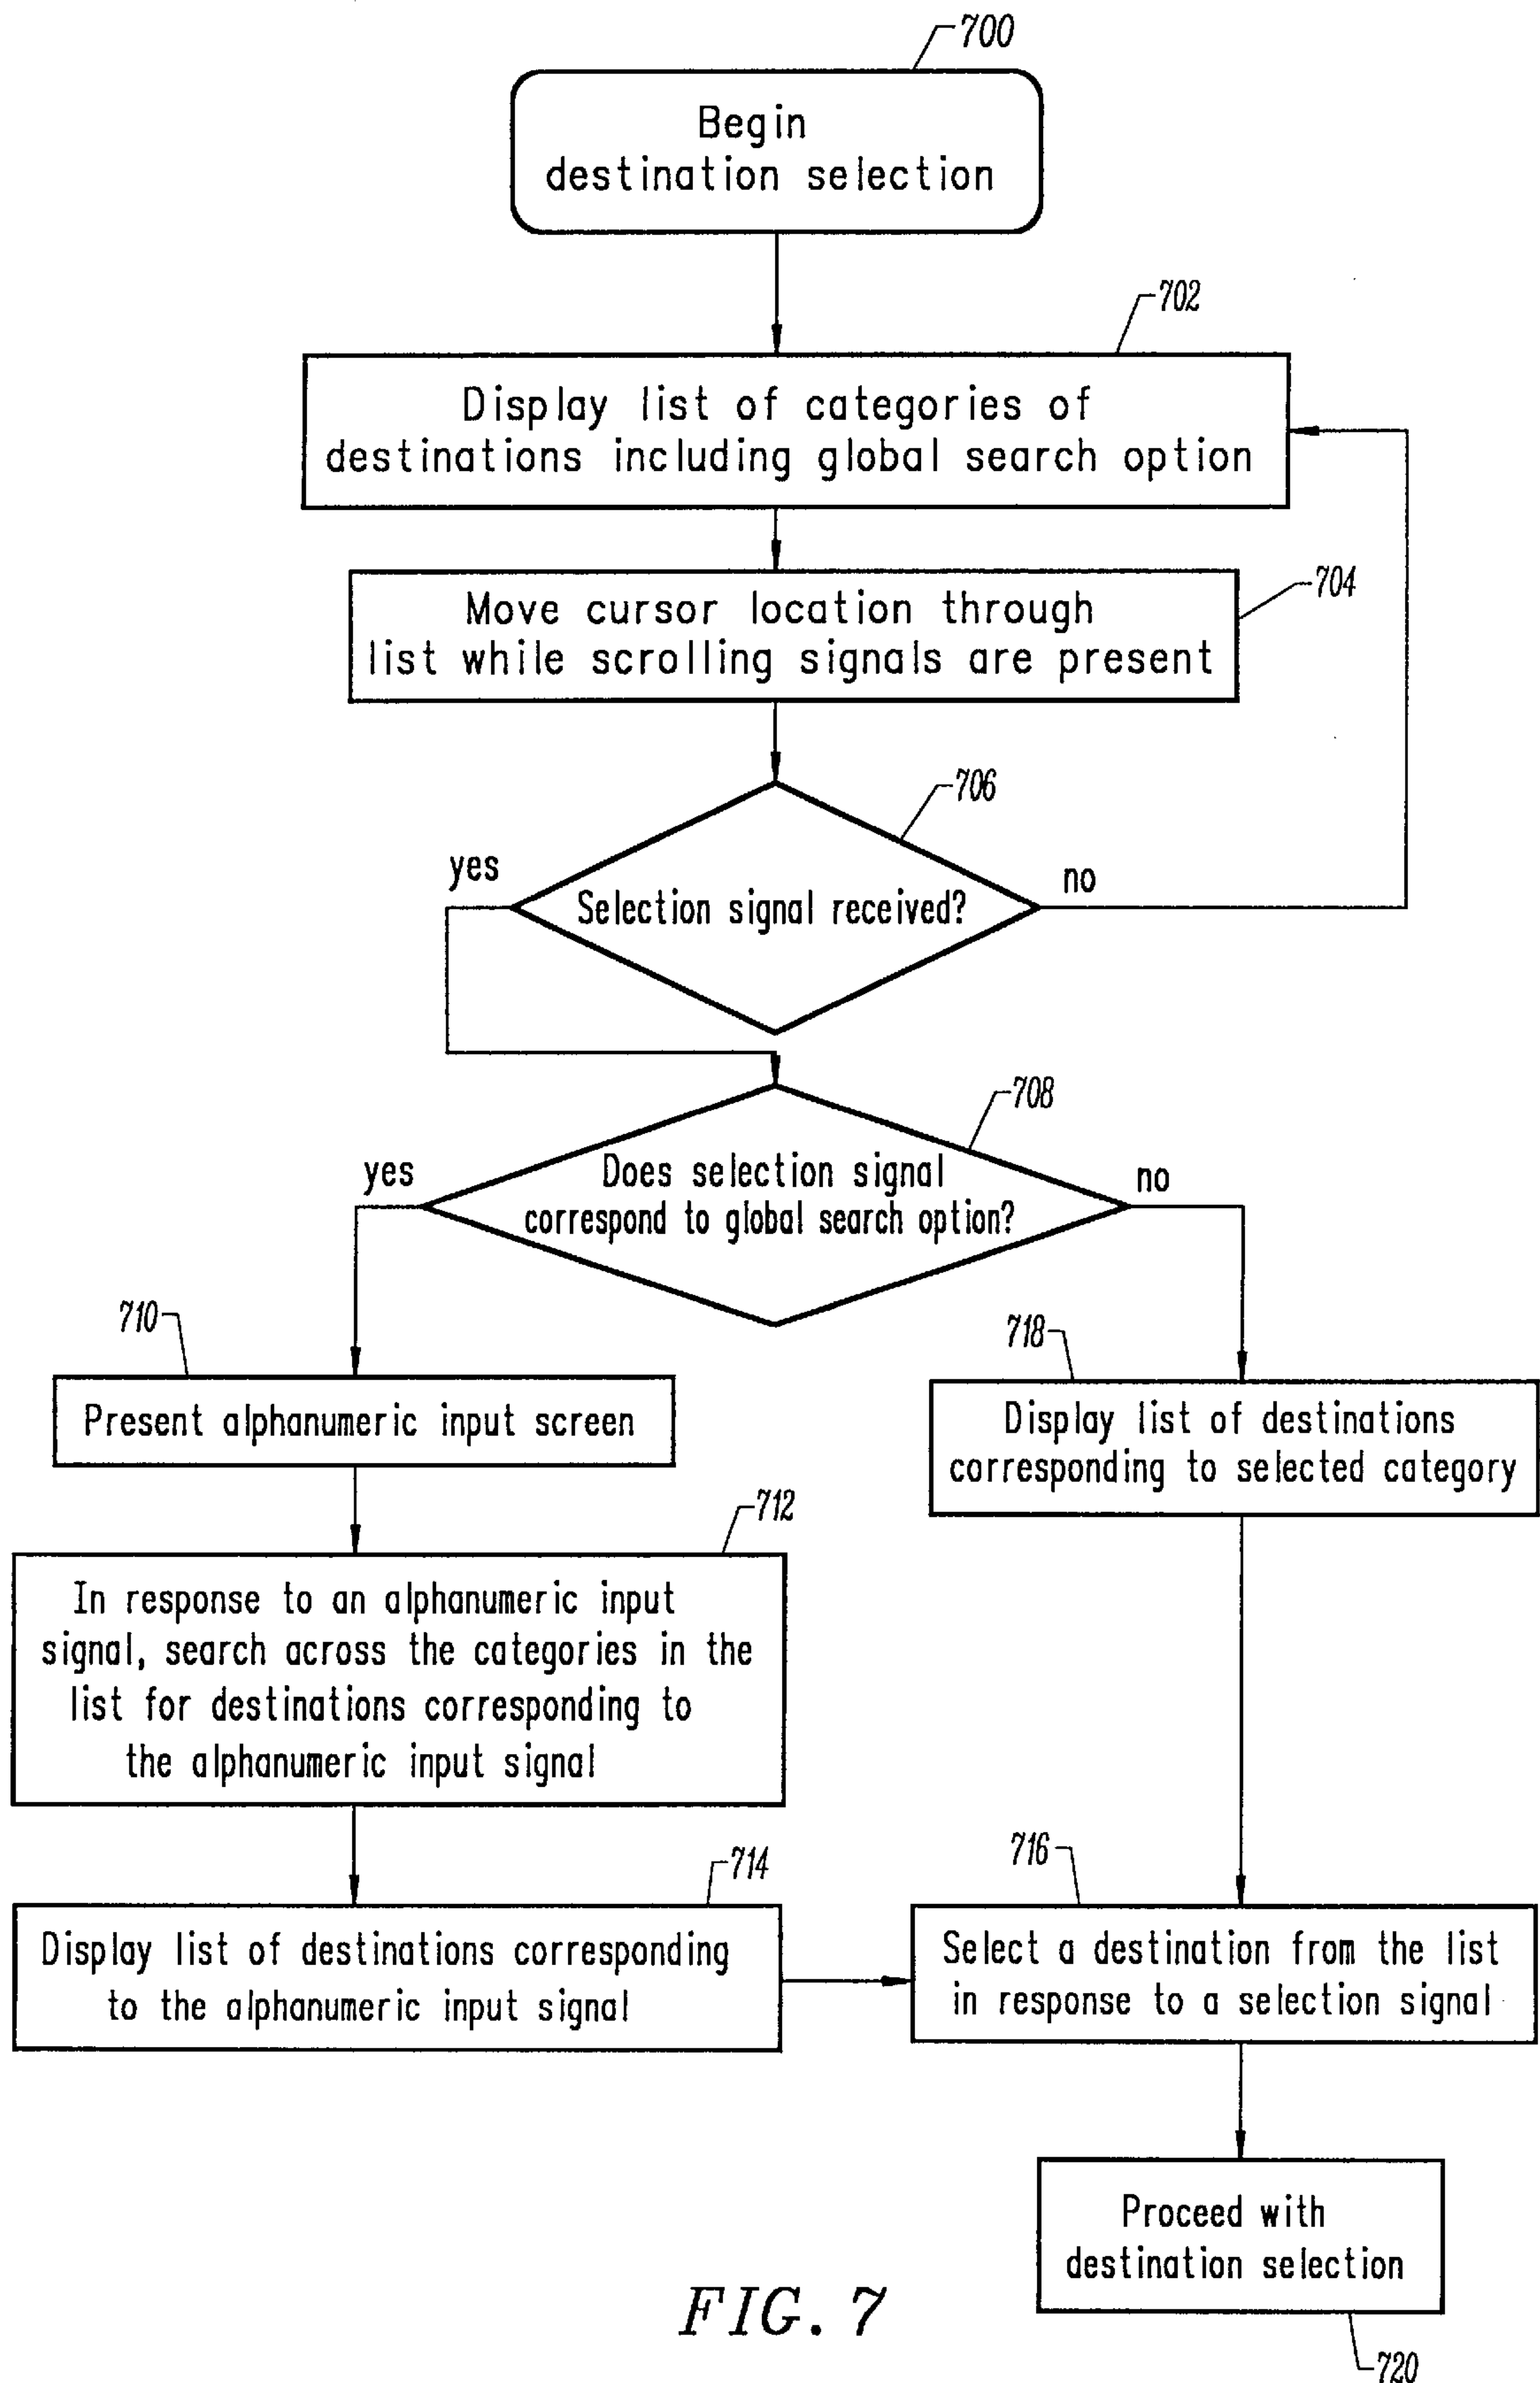 700
Begin
destination selection
702
Display list of categories of
destinations including global search option
704
Move cursor location through
list while scrolling signals are present
706
yes
no
Selection signal received?
708
yes
no
Does selection signal
correspond to global search option?
710
Present alphanumeric input screen
718
Display list of destinations
corresponding to selected category
712
In response to an alphanumeric input
signal, search across the categories in the
list for destinations corresponding to
the alphanumeric input signal
714
Display list of destinations corresponding
to the alphanumeric input signal
716
Select a destination from the list
in response to a selection signal
Proceed with
destination selection
720
FIG. 7